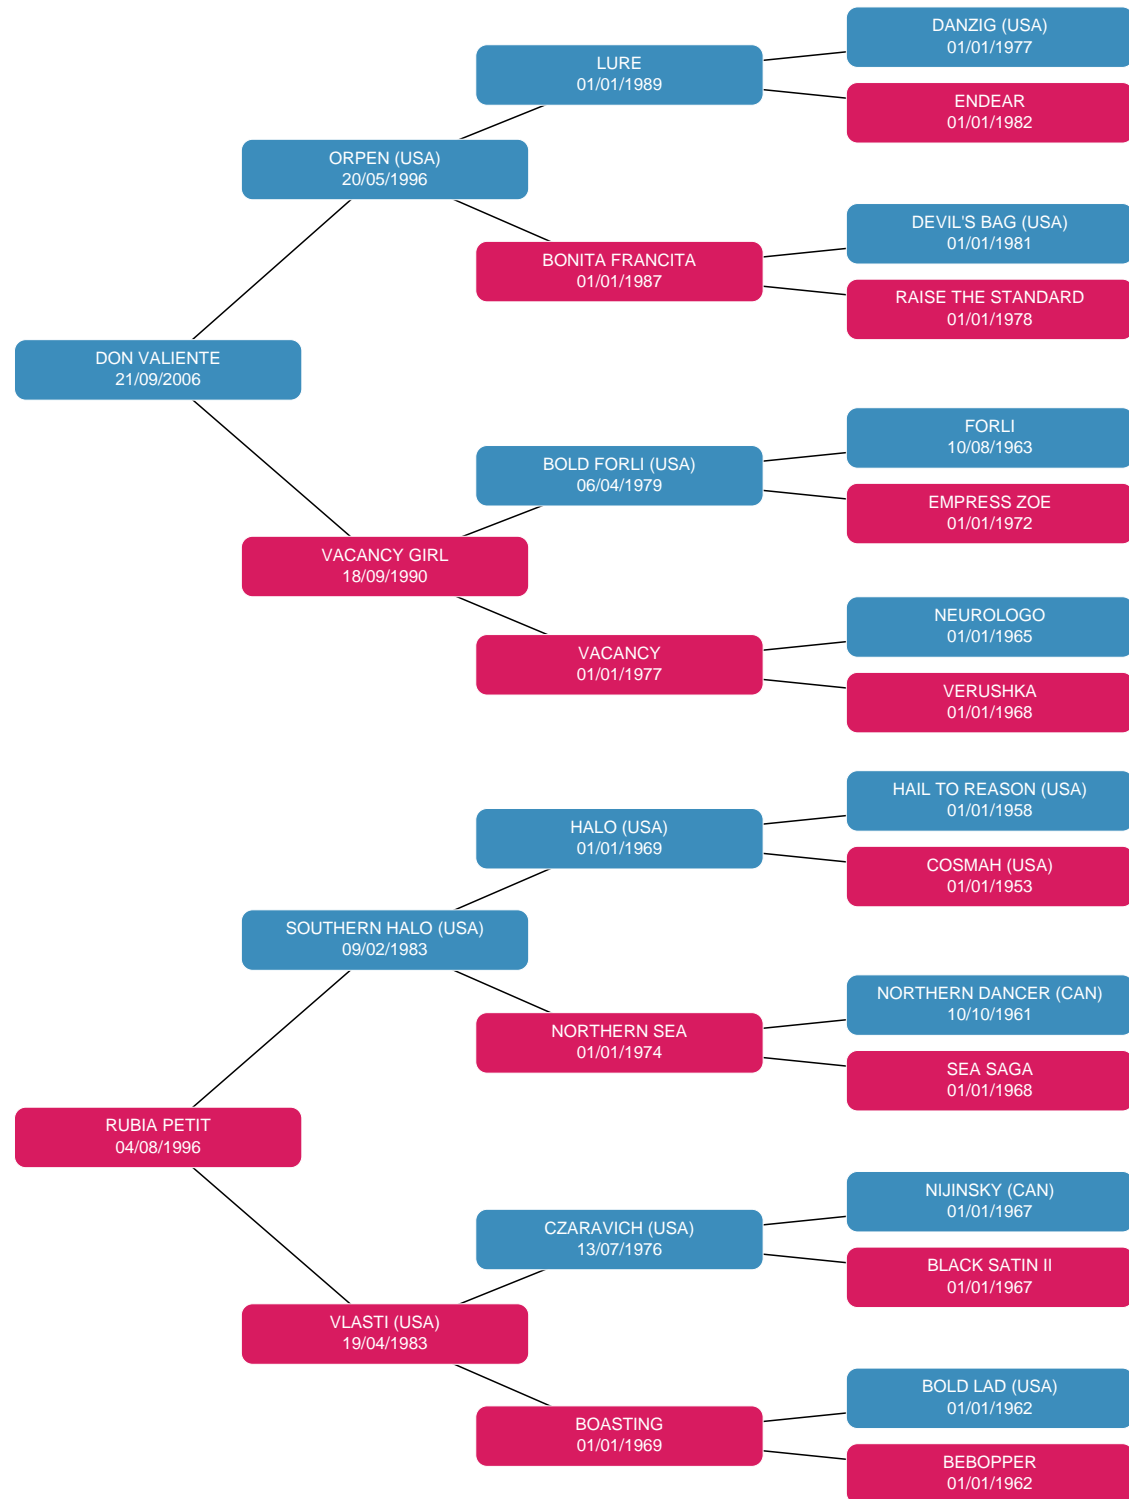 DANZIG (USA)
01/01/1977
LURE
01/01/1989
ENDEAR
01/01/1982
ORPEN (USA)
20/05/1996
DEVIL'S BAG (USA)
01/01/1981
BONITA FRANCITA
01/01/1987
RAISE THE STANDARD
01/01/1978
DON VALIENTE
21/09/2006
FORLI
10/08/1963
BOLD FORLI (USA)
06/04/1979
EMPRESS ZOE
01/01/1972
VACANCY GIRL
18/09/1990
NEUROLOGO
01/01/1965
VACANCY
01/01/1977
VERUSHKA
01/01/1968
HAIL TO REASON (USA)
01/01/1958
HALO (USA)
01/01/1969
COSMAH (USA)
01/01/1953
SOUTHERN HALO (USA)
09/02/1983
NORTHERN DANCER (CAN)
10/10/1961
NORTHERN SEA
01/01/1974
SEA SAGA
01/01/1968
RUBIA PETIT
04/08/1996
NIJINSKY (CAN)
01/01/1967
CZARAVICH (USA)
13/07/1976
BLACK SATIN II
01/01/1967
VLASTI (USA)
19/04/1983
BOLD LAD (USA)
01/01/1962
BOASTING
01/01/1969
BEBOPPER
01/01/1962